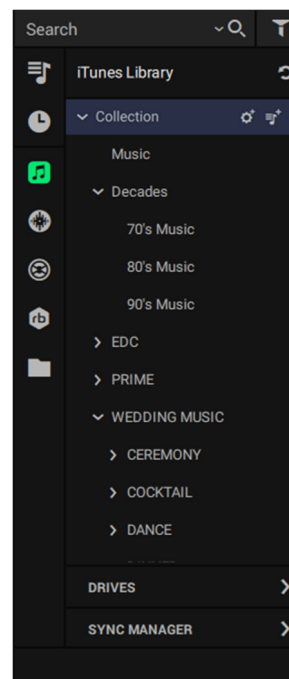 Search
iTunes Library
Collection
Music
Decades
70's Music
80's Music
90's Music
EDC
PRIME
WEDDING MUSIC
CEREMONY
COCKTAIL
DANCE
DRIVES
SYNC MANAGER
rb